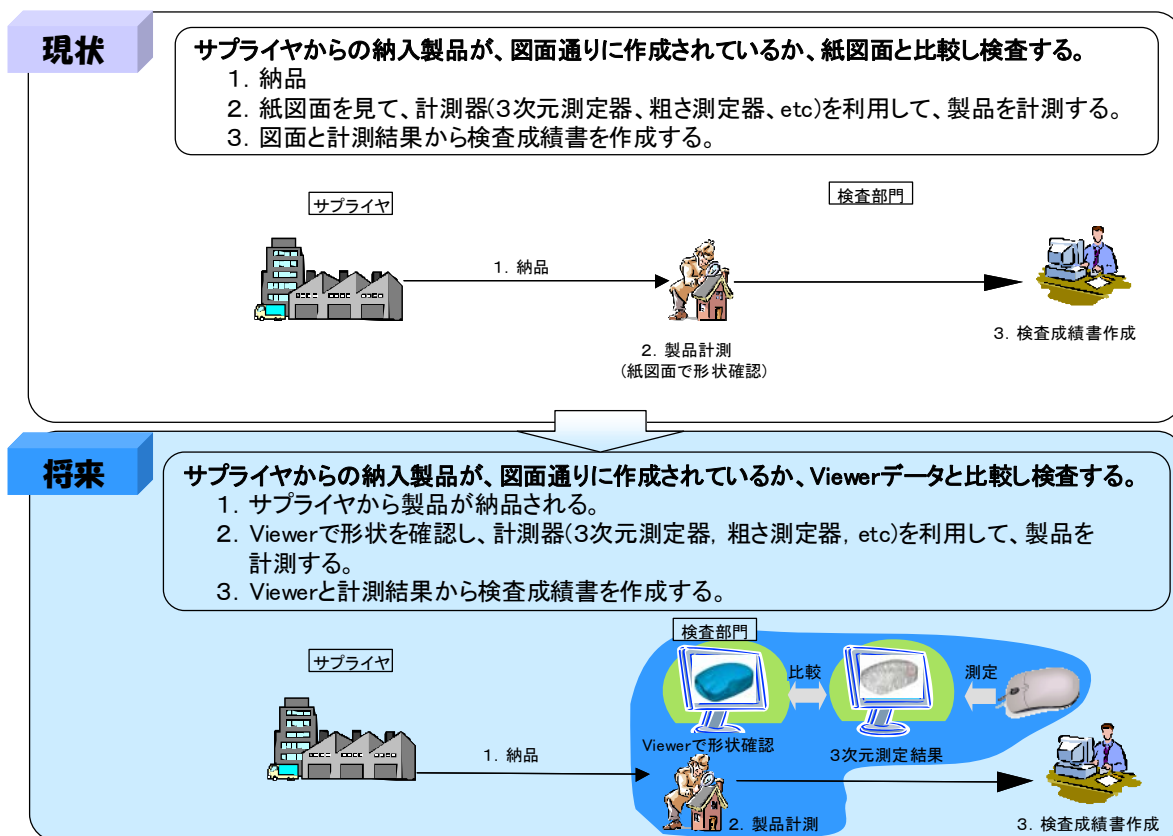 現状
サプライヤからの納入製品が、図面通りに作成されているか、紙図面と比較し検査する。
1. 納品
2. 紙図面を見て、計測器(3次元測定器、粗さ測定器、etc)を利用して、製品を計測する。
3. 図面と計測結果から検査成績書を作成する。
サプライヤ
検査部門
1. 納品
2. 製品計測
(紙図面で形状確認)
3. 検査成績書作成
将来
サプライヤからの納入製品が、図面通りに作成されているか、Viewerデータと比較し検査する。
1. サプライヤから製品が納品される。
2. Viewerで形状を確認し、計測器(3次元測定器, 粗さ測定器, etc)を利用して、製品を
計測する。
3. Viewerと計測結果から検査成績書を作成する。
検査部門
サプライヤ
比較
測定
Viewerで形状確認
3次元測定結果
1. 納品
2. 製品計測
3. 検査成績書作成